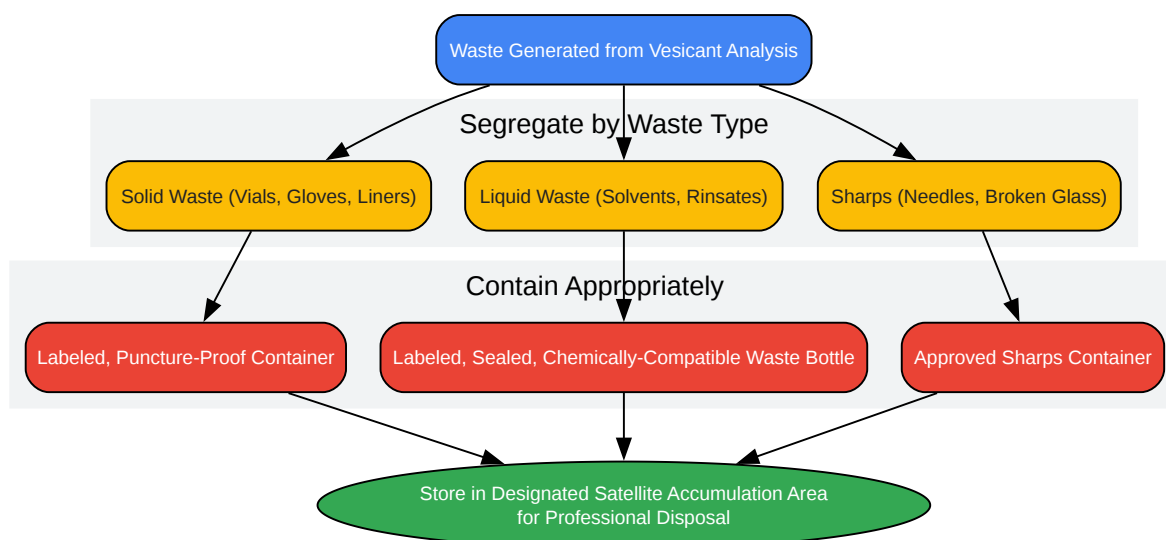 Waste Generated from Vesicant Analysis
Segregate by Waste Type
Solid Waste (Vials, Gloves, Liners)
Liquid Waste (Solvents, Rinsates)
Sharps (Needles, Broken Glass)
Contain Appropriately
Labeled, Puncture-Proof Container
Labeled, Sealed, Chemically-Compatible Waste Bottle
Approved Sharps Container
Store in Designated Satellite Accumulation Area
for Professional Disposal